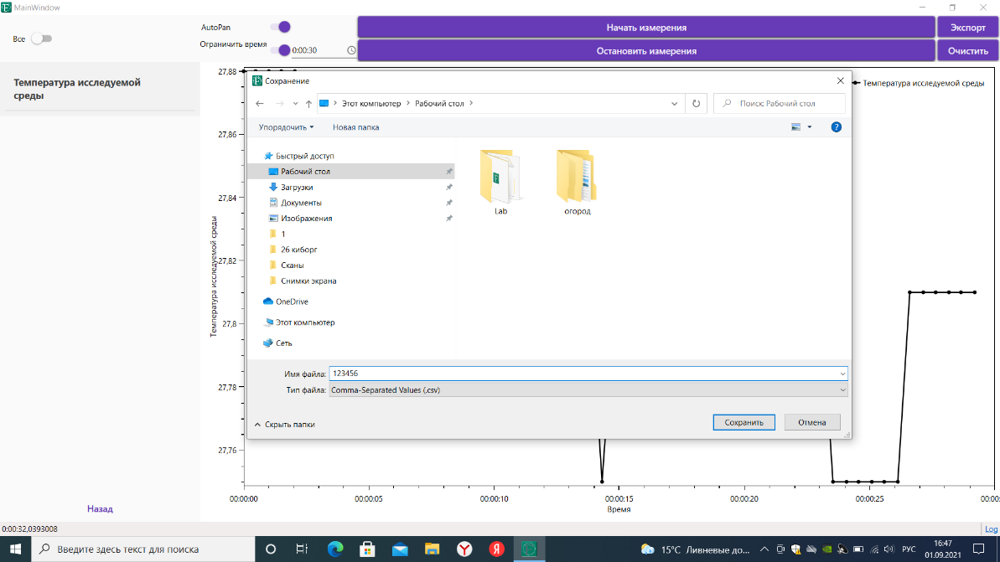 MainWindow
Все
AutoPan
Ограничить время
0:00:30
Начать измерения
Экспорт
Остановить измерения
Очистить
Температура исследуемой
среды
27,88
27,86
27,84
27,82
27,8
27,78
27,76
Температура исследуемой среды
Температура исследуемой среды
Сохранение
Этот компьютер
Рабочий стол
Поиск: Рабочий стол
Упорядочить
Новая папка
Быстрый доступ
Рабочий стол
Загрузки
Документы
Изображения
1
26 киборг
Сканы
Снимки экрана
OneDrive
Этот компьютер
Сеть
Lab
огород
Имя файла: 123456
Тип файла: Comma-Separated Values (.csv)
Скрыть папки
Сохранить
Отмена
00:00:00
00:00:05
00:00:10
00:00:15
00:00:20
00:00:25
00:00:
Время
Назад
0:00:32,0393008
Log
Введите здесь текст для поиска
15°C Ливневые до...
РУС
16:47
01.09.2021